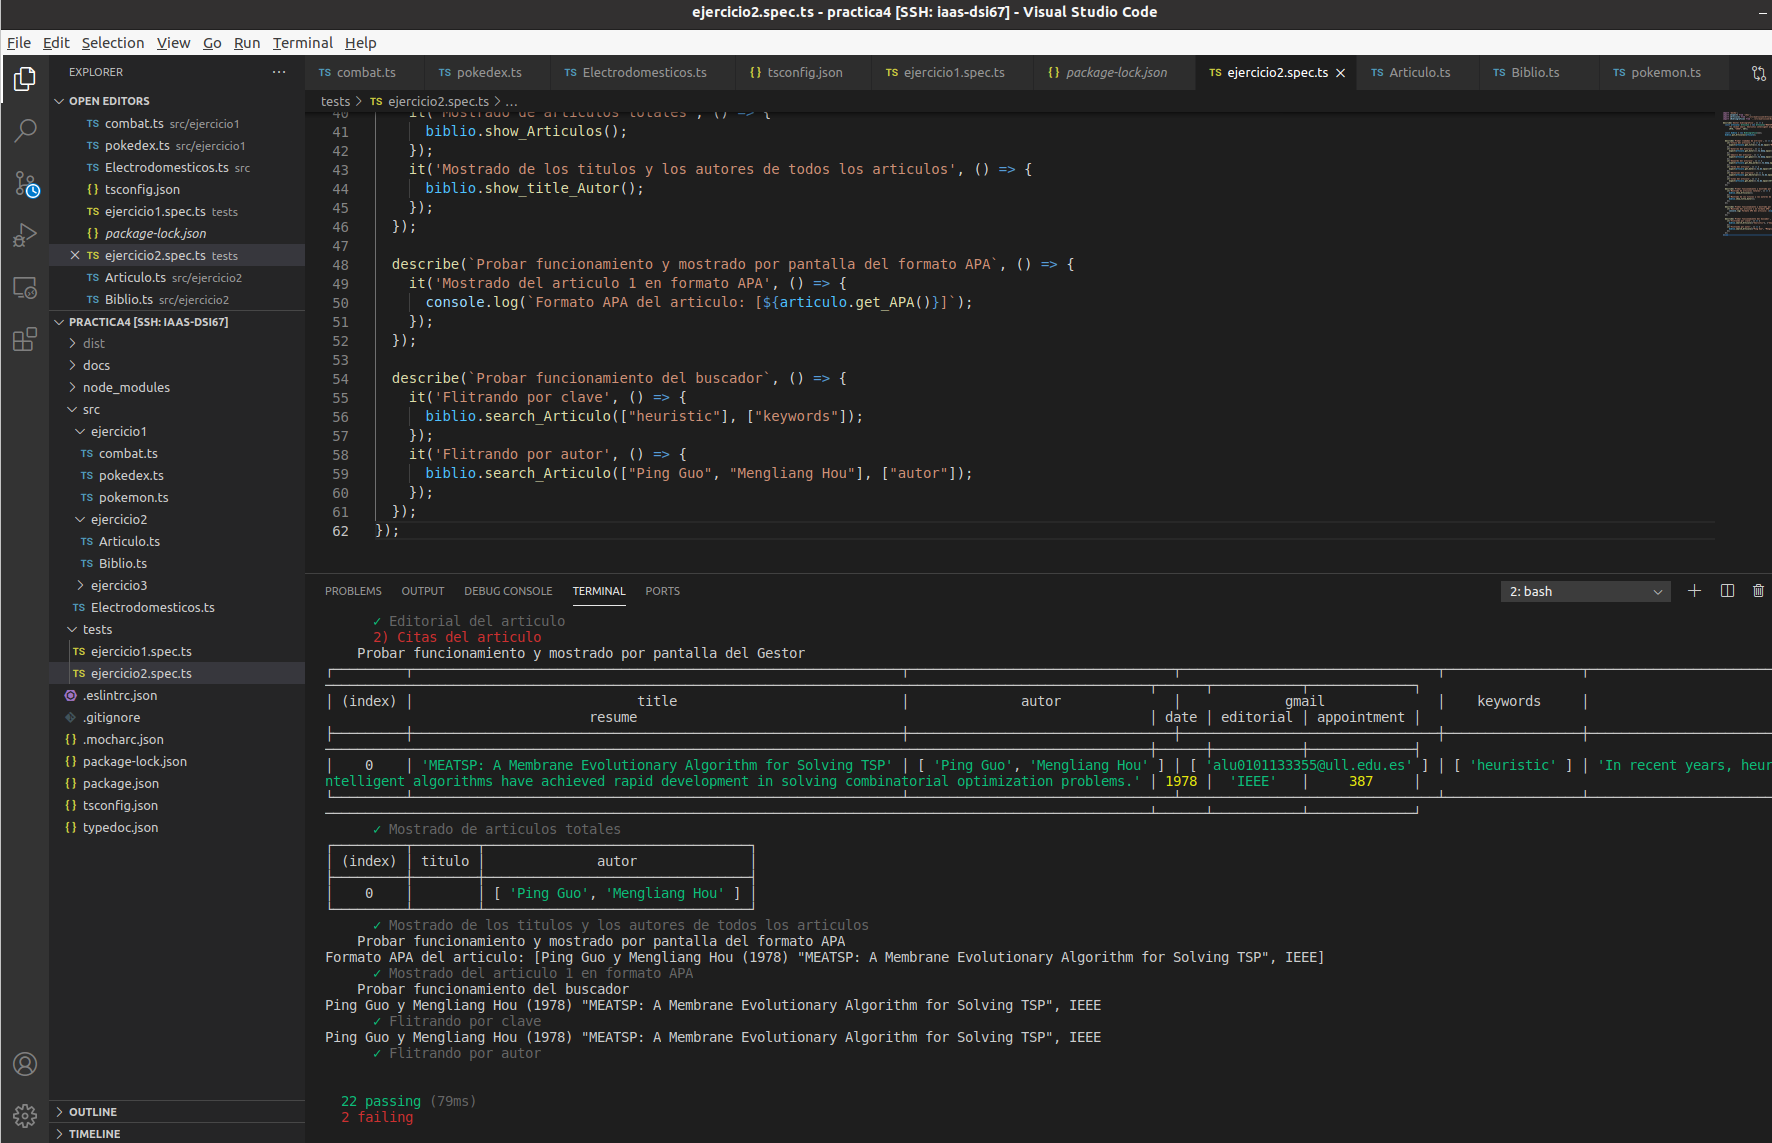 ejercicio2.spec.ts - practica4 [SSH: iaas-dsi67] - Visual Studio Code
File Edit Selection View Go Run Terminal Help
EXPLORER
OPEN EDITORS
TS combat.ts src/ejercicio1
TS pokedex.ts src/ejercicio1
TS Electrodomesticos.ts src
{} tsconfig.json
TS ejercicio1.spec.ts tests
{} package-lock.json
TS ejercicio2.spec.ts tests
TS Articulo.ts src/ejercicio2
TS Biblio.ts src/ejercicio2
PRACTICA4 [SSH: IAAS-DSI67]
dist
docs
node_modules
src
ejercicio1
TS combat.ts
TS pokedex.ts
TS pokemon.ts
ejercicio2
TS Articulo.ts
TS Biblio.ts
ejercicio3
TS Electrodomesticos.ts
tests
TS ejercicio1.spec.ts
TS ejercicio2.spec.ts
.eslintrc.json
.gitignore
{} .mocharc.json
{} package-lock.json
{} package.json
{} tsconfig.json
{} typedoc.json
OUTLINE
TIMELINE
TS combat.ts TS pokedex.ts TS Electrodomesticos.ts {} tsconfig.json TS ejercicio1.spec.ts {} package-lock.json TS ejercicio2.spec.ts TS Articulo.ts TS Biblio.ts TS pokemon.ts
tests > TS ejercicio2.spec.ts > ...
40 it('Mostrado de articulos totales', () => {
41 biblio.show_Articulos();
42 });
43 it('Mostrado de los titulos y los autores de todos los articulos', () => {
44 biblio.show_title_Autor();
45 });
46 });
47
48 describe(`Probar funcionamiento y mostrado por pantalla del formato APA`, () => {
49 it('Mostrado del articulo 1 en formato APA', () => {
50 console.log(`Formato APA del articulo: [${articulo.get_APA()}]`);
51 });
52 });
53
54 describe(`Probar funcionamiento del buscador`, () => {
55 it('Flitrando por clave', () => {
56 biblio.search_Articulo(["heuristic"], ["keywords"]);
57 });
58 it('Flitrando por autor', () => {
59 biblio.search_Articulo(["Ping Guo", "Mengliang Hou"], ["autor"]);
60 });
61 });
62 });
PROBLEMS OUTPUT DEBUG CONSOLE TERMINAL PORTS 2: bash
✓ Editorial del articulo
2) Citas del articulo
Probar funcionamiento y mostrado por pantalla del Gestor
│ (index) │ title │ autor │ gmail │ keywords │
resume │ date │ editorial │ appointment │
│ 0 │ 'MEATSP: A Membrane Evolutionary Algorithm for Solving TSP' │ [ 'Ping Guo', 'Mengliang Hou' ] │ [ 'alu0101133355@ull.edu.es' ] │ [ 'heuristic' ] │ 'In recent years, heur
ntelligent algorithms have achieved rapid development in solving combinatorial optimization problems.' │ 1978 │ 'IEEE' │ 387 │
✓ Mostrado de articulos totales
│ (index) │ titulo │ autor │
│ 0 │ │ [ 'Ping Guo', 'Mengliang Hou' ] │
✓ Mostrado de los titulos y los autores de todos los articulos
Probar funcionamiento y mostrado por pantalla del formato APA
Formato APA del articulo: [Ping Guo y Mengliang Hou (1978) "MEATSP: A Membrane Evolutionary Algorithm for Solving TSP", IEEE]
✓ Mostrado del articulo 1 en formato APA
Probar funcionamiento del buscador
Ping Guo y Mengliang Hou (1978) "MEATSP: A Membrane Evolutionary Algorithm for Solving TSP", IEEE
✓ Flitrando por clave
Ping Guo y Mengliang Hou (1978) "MEATSP: A Membrane Evolutionary Algorithm for Solving TSP", IEEE
✓ Flitrando por autor
22 passing (79ms)
2 failing